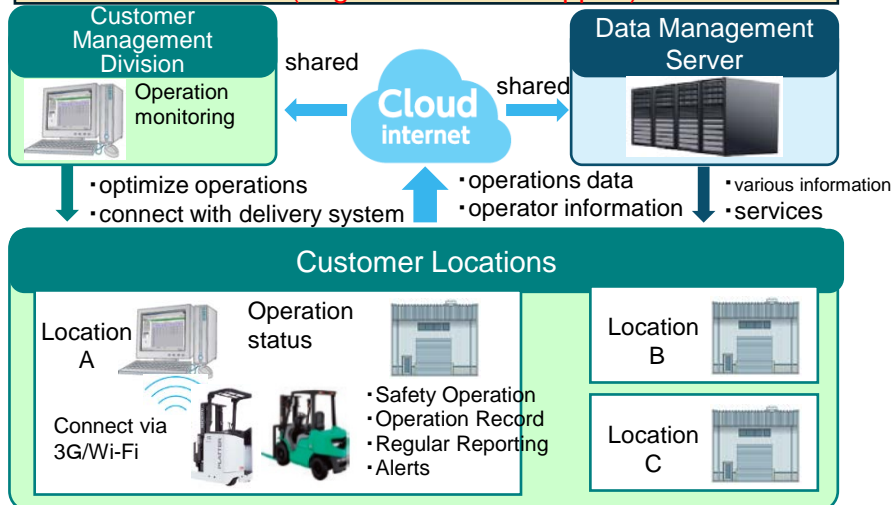 Customer
Management
Division
Operation
monitoring
shared
Cloud
internet
shared
Data Management
Server
・optimize operations
・connect with delivery system
・operations data
・operator information
・various information
・services
Customer Locations
Location
A
Operation
status
Connect via
3G/Wi-Fi
PLATTER
・Safety Operation
・Operation Record
・Regular Reporting
・Alerts
Location
B
Location
C